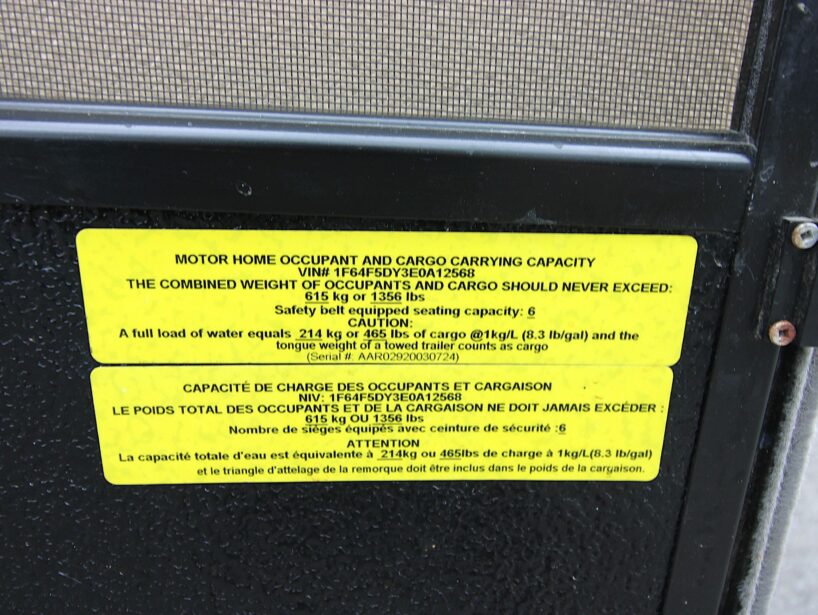 MOTOR HOME OCCUPANT AND CARGO CARRYING CAPACITY
VIN# 1F64F5DY3E0A12568
THE COMBINED WEIGHT OF OCCUPANTS AND CARGO SHOULD NEVER EXCEED:
615 kg or 1356 lbs
Safety belt equipped seating capacity: 6
CAUTION:
A full load of water equals 214 kg or 465 lbs of cargo @1kg/L (8.3 lb/gal) and the
tongue weight of a towed trailer counts as cargo
(Serial #: AAR02920030724)
CAPACITÉ DE CHARGE DES OCCUPANTS ET CARGAISON
NIV: 1F64F5DY3E0A12568
LE POIDS TOTAL DES OCCUPANTS ET DE LA CARGAISON NE DOIT JAMAIS EXCÉDER :
615 kg OU 1356 lbs
Nombre de sièges équipés avec ceinture de sécurité :6
ATTENTION
La capacité totale d'eau est équivalente à 214kg ou 465lbs de charge à 1kg/L(8.3 lb/gal)
et le triangle d'attelage de la remorque doit être inclus dans le poids de la cargaison.